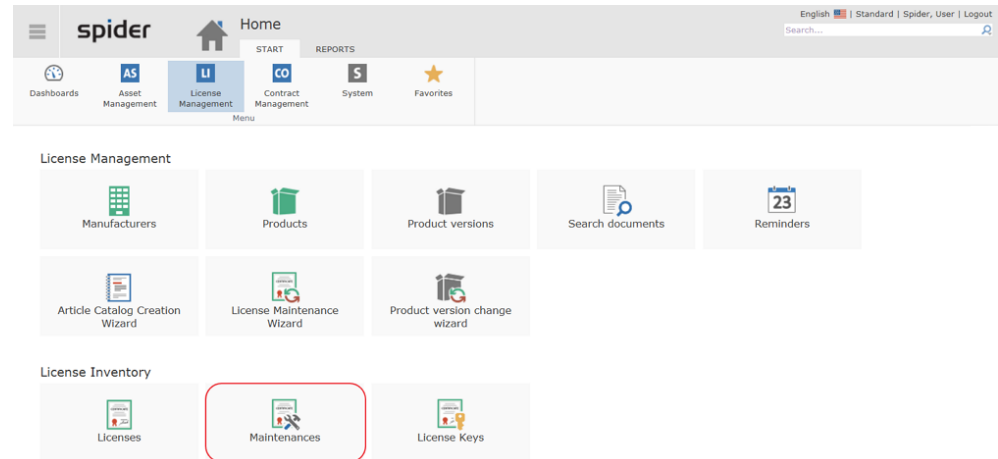 English | Standard | Spider, User | Logout
spider
Home
Search...
START REPORTS
AS LI CO S
Dashboards Asset Management License Management Contract Management System Favorites
Menu
License Management
23
Manufacturers Products Product versions Search documents Reminders
Article Catalog Creation Wizard License Maintenance Wizard Product version change wizard
License Inventory
Licenses Maintenances License Keys